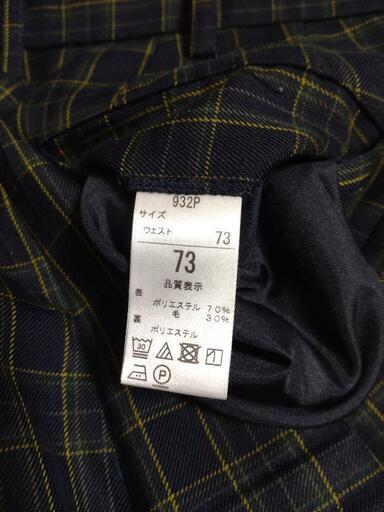 932P
サイズ
ウェスト 73
73
品質表示
表
ポリエステル 70%
毛 30%
裏
ポリエステル
30
P